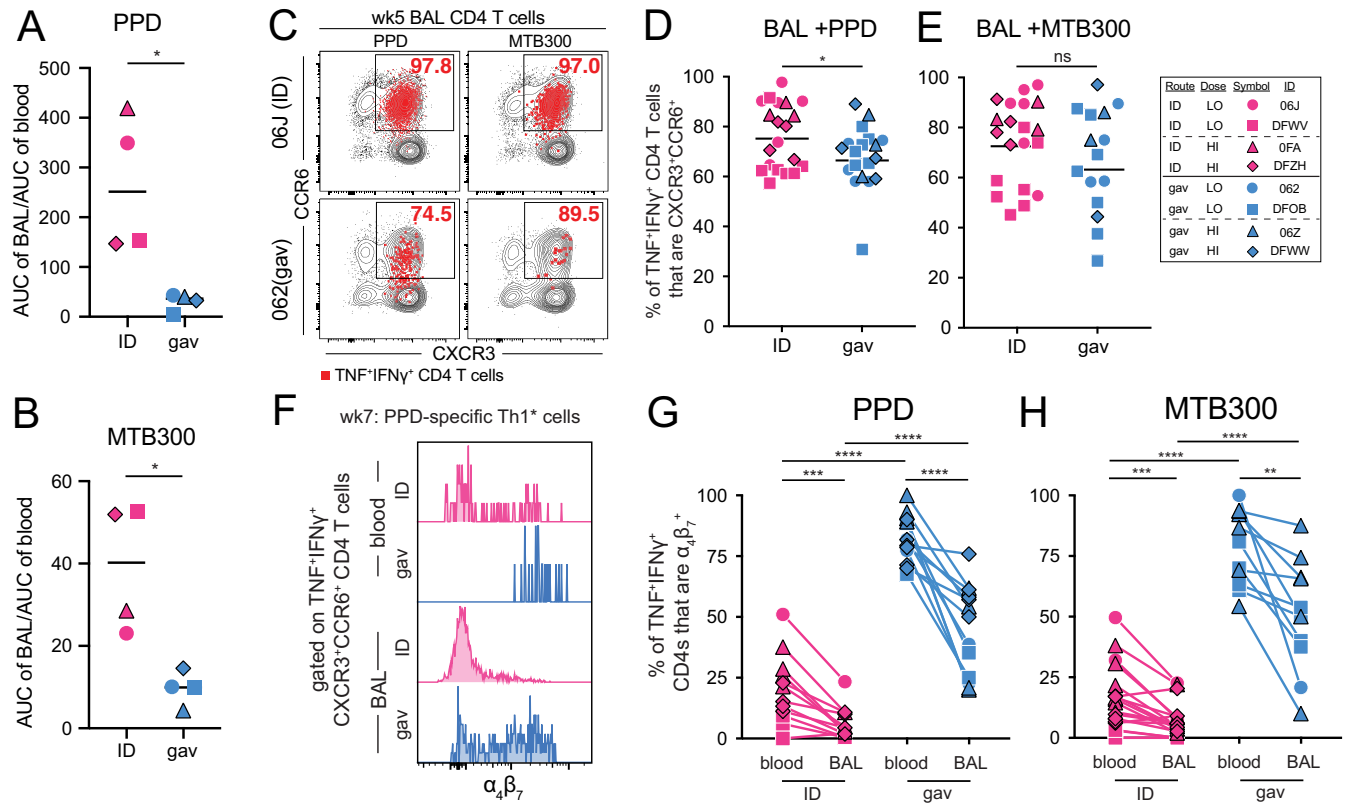 A
PPD
*
AUC of BAL/AUC of blood
500
400
300
200
100
0
ID
gav
B
MTB300
*
AUC of BAL/AUC of blood
60
40
20
0
ID
gav
C
wk5 BAL CD4 T cells
PPD
MTB300
06J (ID)
97.8
97.0
CCR6
062(gav)
74.5
89.5
CXCR3
TNF⁺IFNγ⁺ CD4 T cells
D
BAL +PPD
*
% of TNF⁺IFNγ⁺ CD4 T cells
that are CXCR3⁺CCR6⁺
100
80
60
40
20
0
ID
gav
E
BAL +MTB300
ns
100
80
60
40
20
0
ID
gav
Route Dose Symbol ID
ID LO 06J
ID LO DFWV
ID HI 0FA
ID HI DFZH
gav LO 062
gav LO DFOB
gav HI 06Z
gav HI DFWW
F
wk7: PPD-specific Th1* cells
gated on TNF⁺IFNγ⁺
CXCR3⁺CCR6⁺ CD4 T cells
blood
ID
gav
BAL
ID
gav
α₄β₇
G
PPD
****
****
***
****
% of TNF⁺IFNγ⁺
CD4s that are α₄β₇⁺
100
75
50
25
0
blood
BAL
blood
BAL
ID
gav
H
MTB300
****
****
***
**
100
75
50
25
0
blood
BAL
blood
BAL
ID
gav